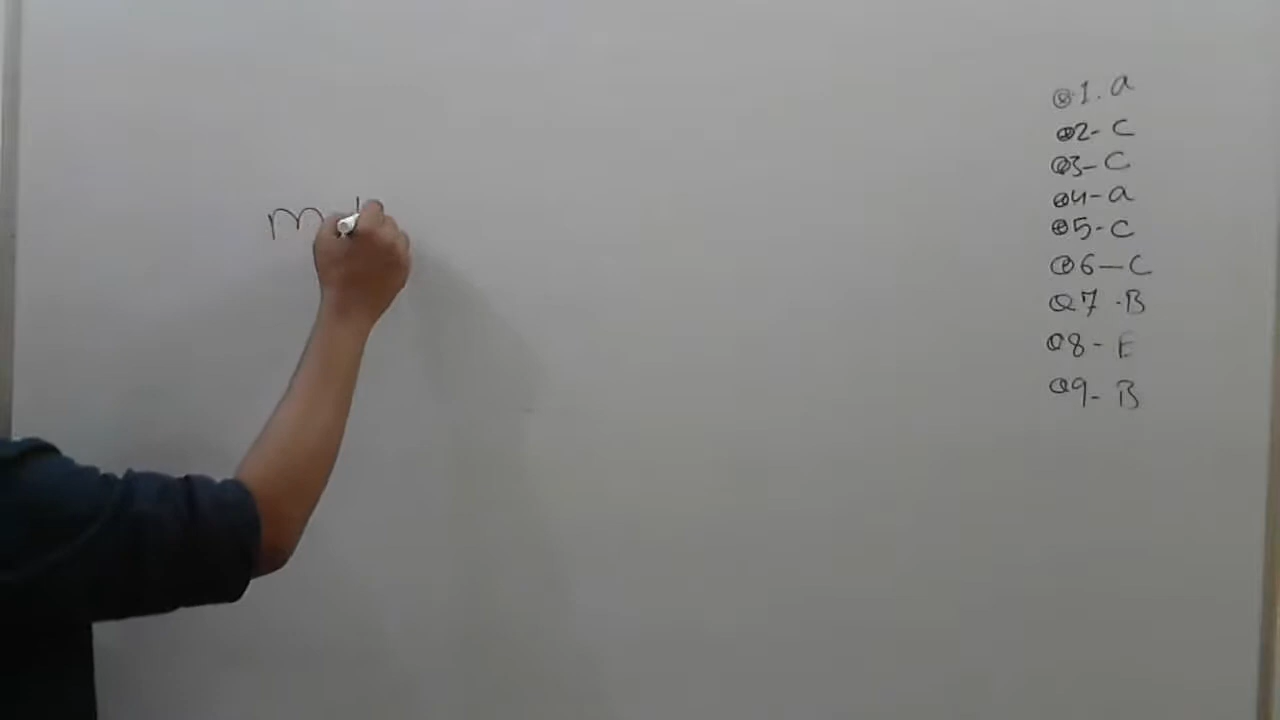 m
Q1. a
Q2- C
Q3- C
Q4- a
Q5- C
Q6- C
Q7 - B
Q8- E
Q9- B